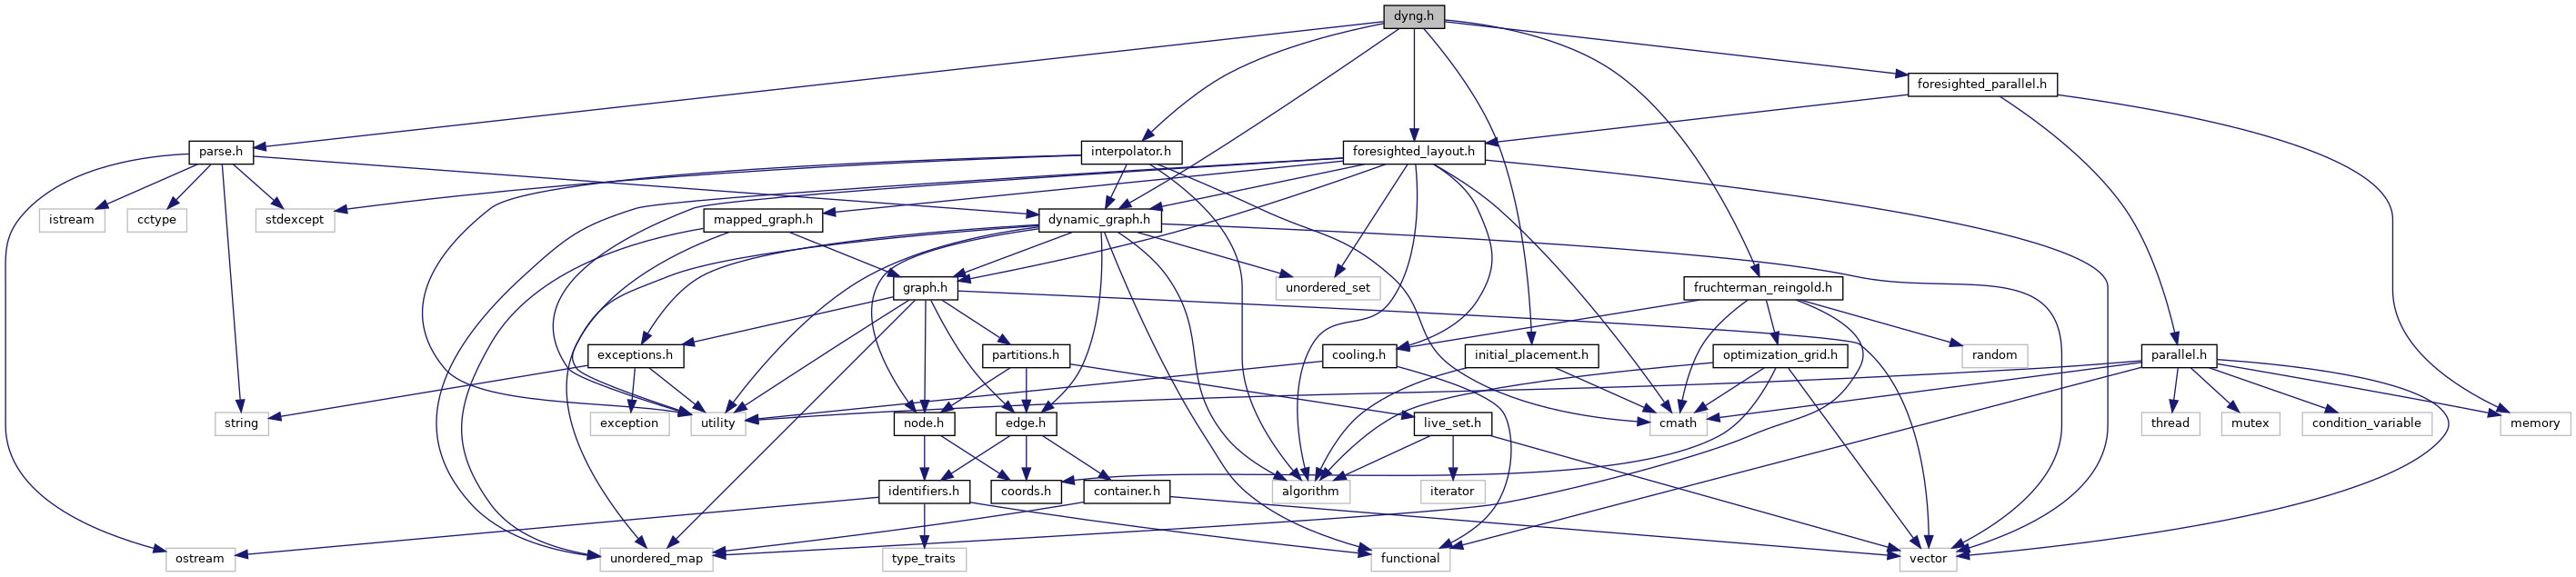 dyng.h
foresighted_parallel.h
parse.h
interpolator.h
foresighted_layout.h
istream
cctype
stdexcept
mapped_graph.h
dynamic_graph.h
graph.h
unordered_set
fruchterman_reingold.h
exceptions.h
partitions.h
cooling.h
initial_placement.h
optimization_grid.h
random
parallel.h
string
exception
utility
node.h
edge.h
live_set.h
cmath
thread
mutex
condition_variable
memory
identifiers.h
coords.h
container.h
algorithm
iterator
ostream
unordered_map
type_traits
functional
vector